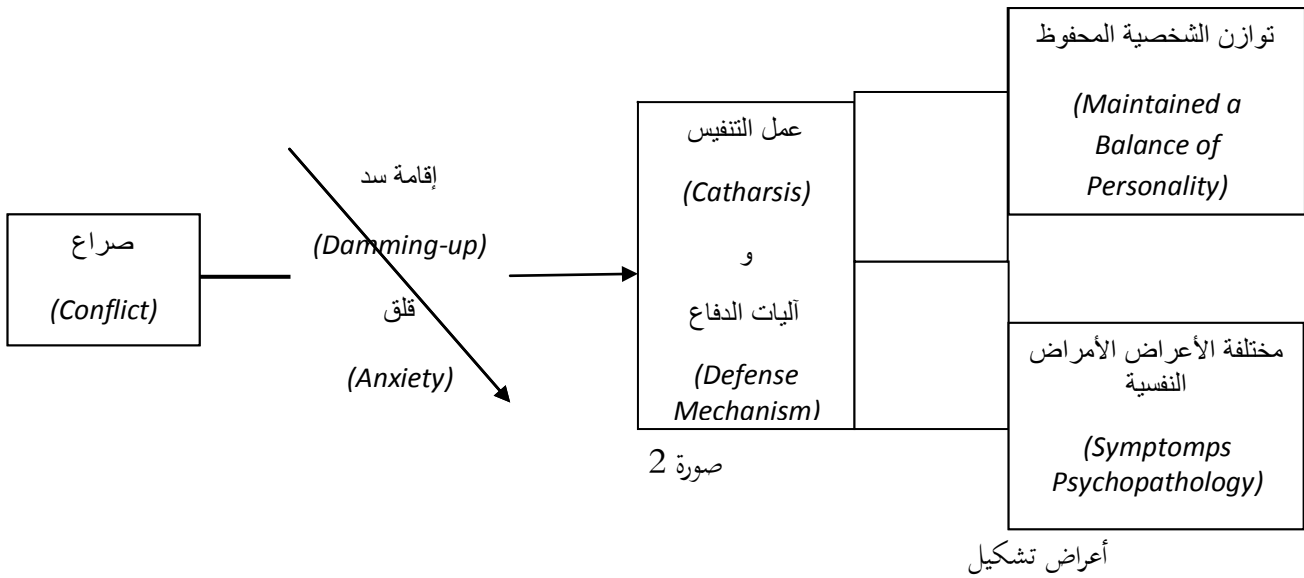 صراع
(Conflict)
إقامة سد
(Damming-up)
قلق
(Anxiety)
عمل التنفيس
(Catharsis)
و
آليات الدفاع
(Defense
Mechanism)
توازن الشخصية المحفوظ
(Maintained a
Balance of
Personality)
مختلفة الأعراض الأمراض
النفسية
(Symptomps
Psychopathology)
صورة 2
أعراض تشكيل